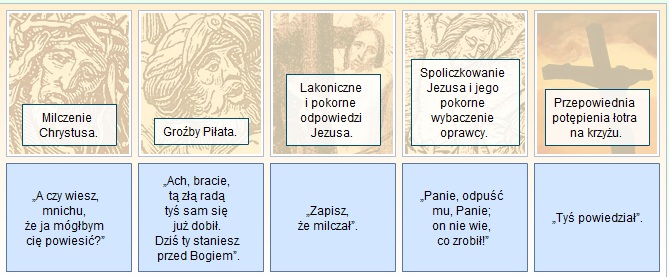 Milczenie
Chrystusa.
Groźby Piłata.
Lakoniczne
i pokorne
odpowiedzi
Jezusa.
Spoliczkowanie
Jezusa i jego
pokorne
wybaczenie
oprawcy.
Przepowiednia
potępienia łotra
na krzyżu.
„A czy wiesz,
mnichu,
że ja mógłbym
cię powiesić?”
„Ach, bracie,
tą złą radą
tyś sam się
już dobił.
Dziś ty staniesz
przed Bogiem”.
„Zapisz,
że milczał”.
„Panie, odpuść
mu, Panie;
on nie wie,
co zrobił!”
„Tyś powiedział”.